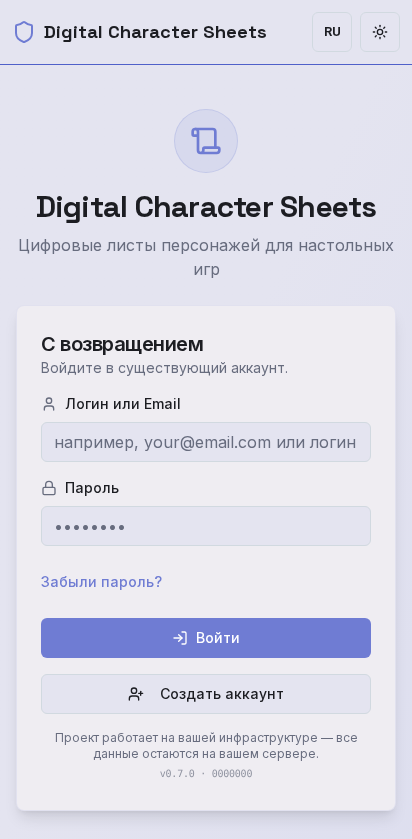 Digital Character Sheets
RU
Digital Character Sheets
Цифровые листы персонажей для настольных
игр
С возвращением
Войдите в существующий аккаунт.
Логин или Email
например, your@email.com или логин
Пароль
••••••••
Забыли пароль?
Войти
Создать аккаунт
Проект работает на вашей инфраструктуре — все
данные остаются на вашем сервере.
v0.7.0 · 0000000